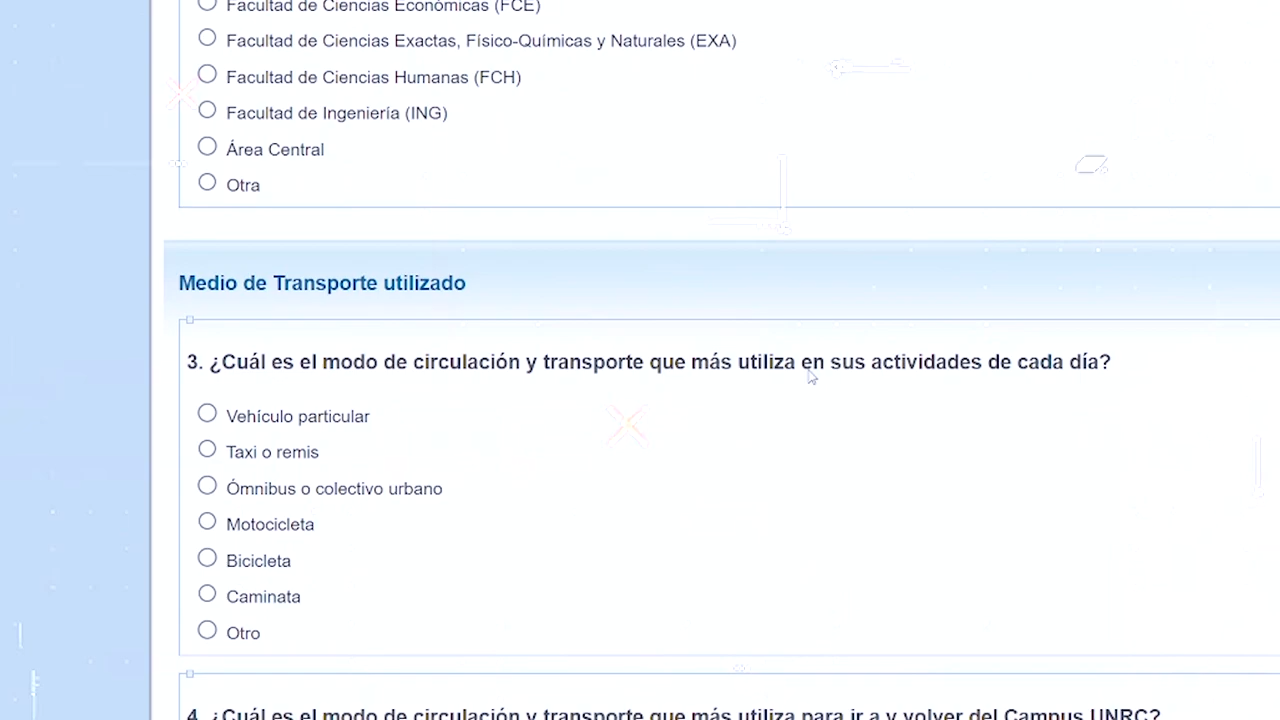 Facultad de Ciencias Económicas (FCE)
Facultad de Ciencias Exactas, Físico-Químicas y Naturales (EXA)
Facultad de Ciencias Humanas (FCH)
Facultad de Ingeniería (ING)
Área Central
Otra
Medio de Transporte utilizado
3. ¿Cuál es el modo de circulación y transporte que más utiliza en sus actividades de cada día?
Vehículo particular
Taxi o remis
Ómnibus o colectivo urbano
Motocicleta
Bicicleta
Caminata
Otro
4. ¿Cuál es el modo de circulación y transporte que más utiliza para ir a y volver del Campus UNRC?